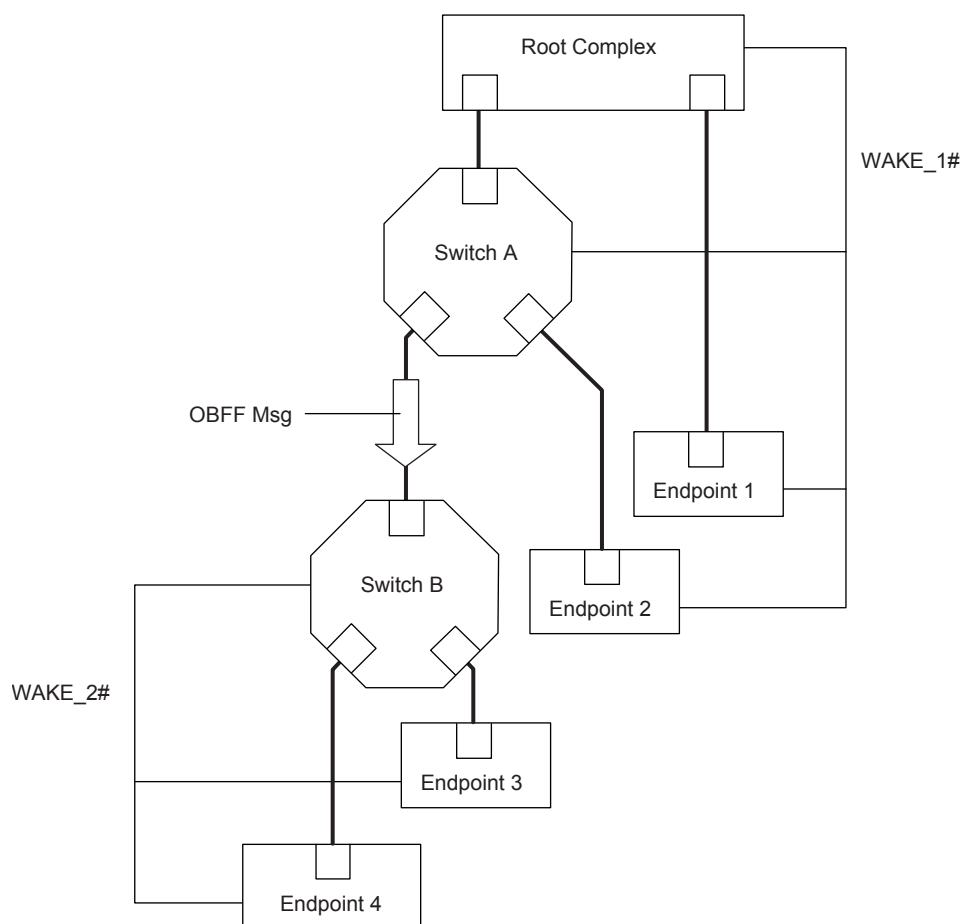 Root Complex
WAKE_1#
Switch A
OBFF Msg
Endpoint 1
Switch B
Endpoint 2
WAKE_2#
Endpoint 3
Endpoint 4